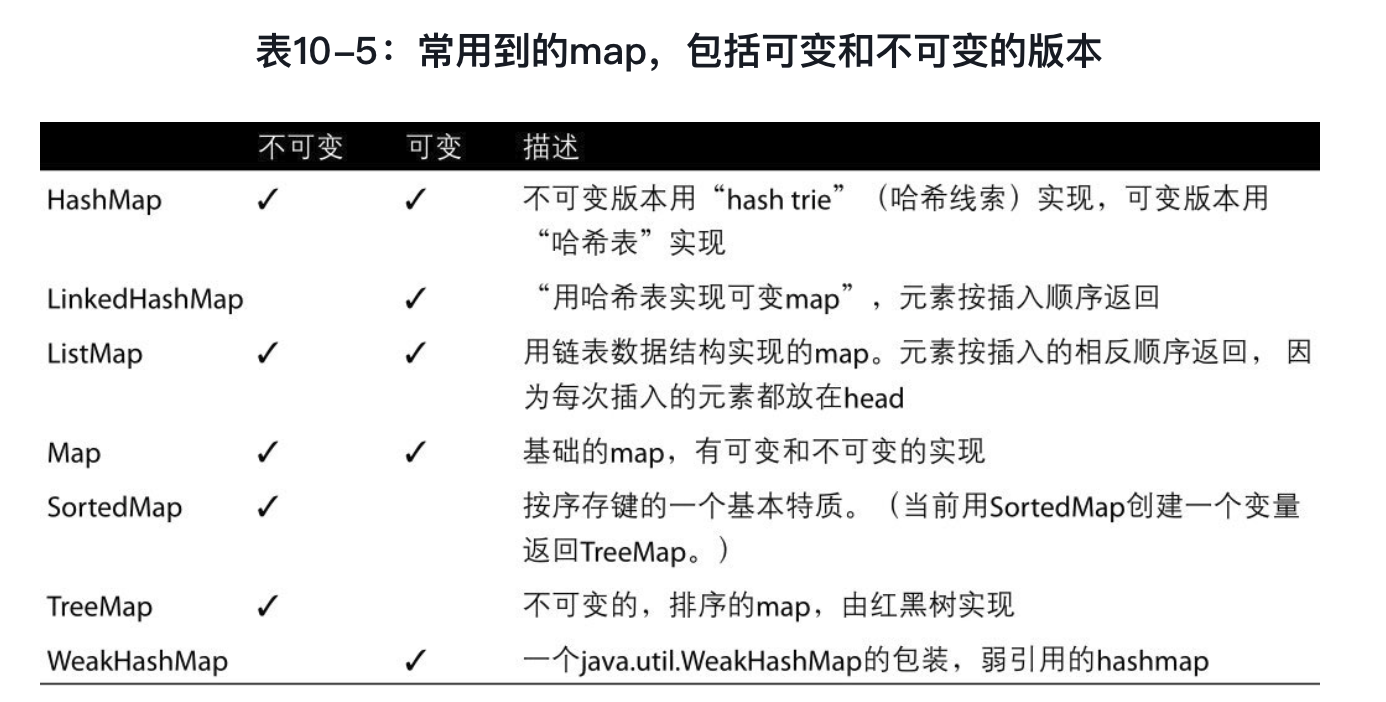 表10–5：常用到的map，包括可变和不可变的版本
不可变 可变 描述
HashMap ✓ ✓ 不可变版本用“hash trie”（哈希线索）实现，可变版本用
“哈希表”实现
LinkedHashMap ✓ “用哈希表实现可变map”，元素按插入顺序返回
ListMap ✓ ✓ 用链表数据结构实现的map。元素按插入的相反顺序返回， 因
为每次插入的元素都放在head
Map ✓ ✓ 基础的map，有可变和不可变的实现
SortedMap ✓ 按序存键的一个基本特质。（当前用SortedMap创建一个变量
返回TreeMap。）
TreeMap ✓ 不可变的，排序的map，由红黑树实现
WeakHashMap ✓ 一个java.util.WeakHashMap的包装，弱引用的hashmap